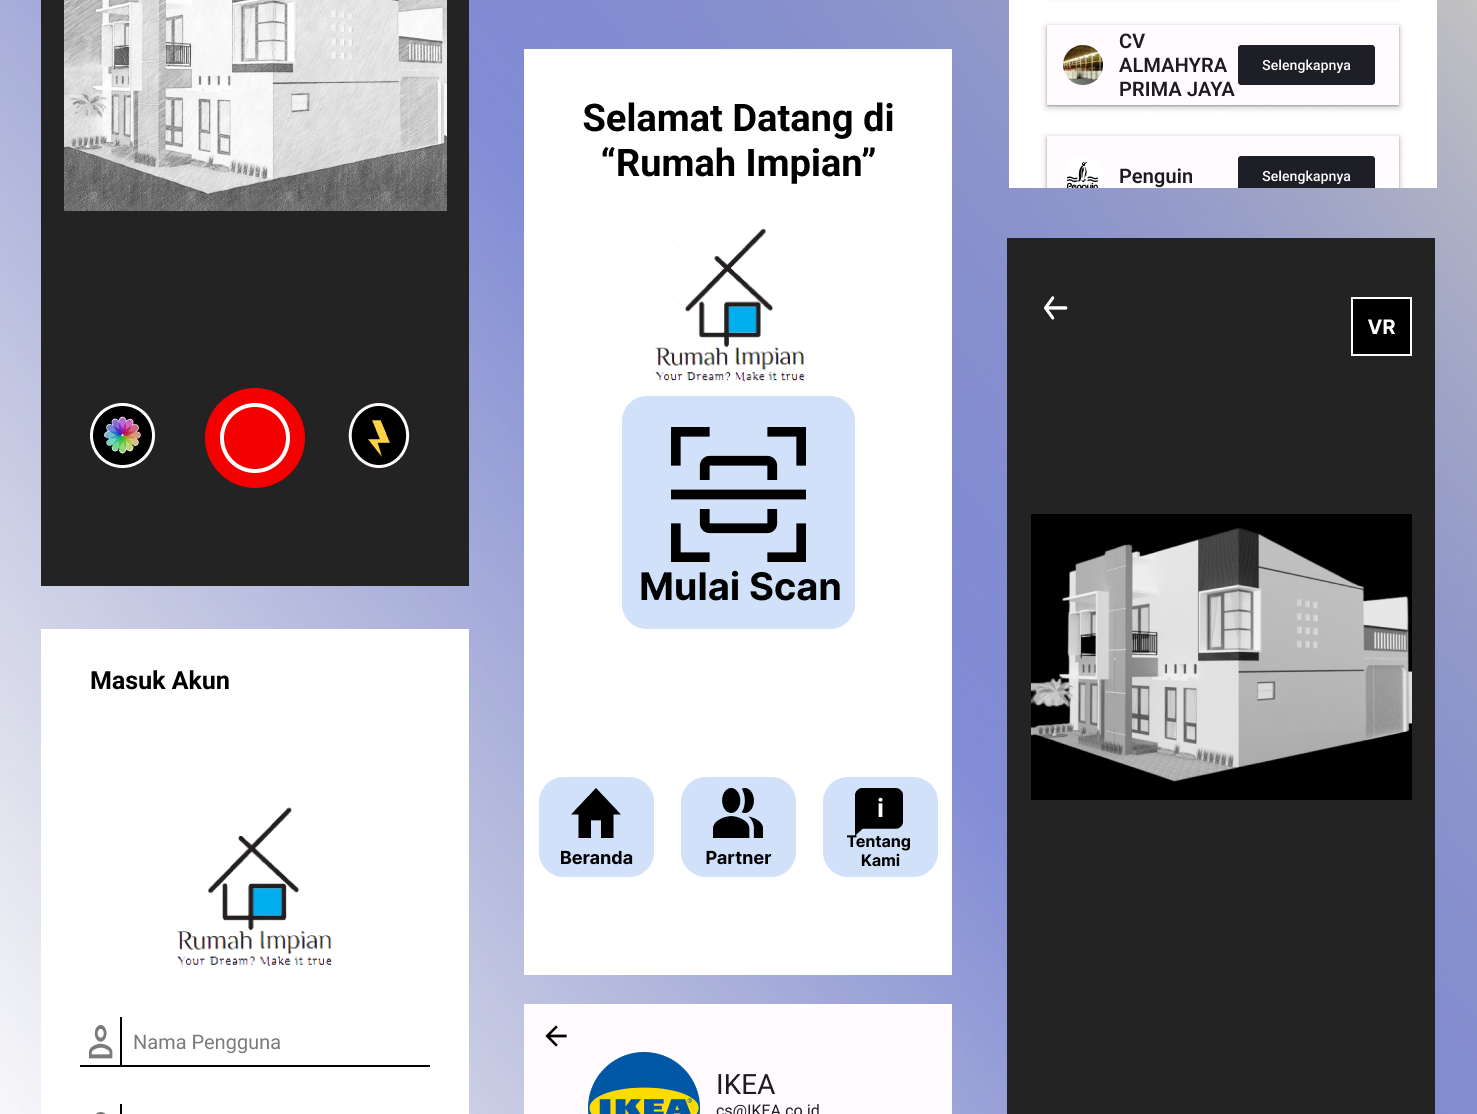 Masuk Akun
Rumah Impian
Your Dream? Make it true
Nama Pengguna
Selamat Datang di
“Rumah Impian”
Rumah Impian
Your Dream? Make it true
Mulai Scan
Beranda
Partner
i
Tentang
Kami
IKEA
IKEA
cs@IKEA.co.id
CV
ALMAHYRA
PRIMA JAYA
Selengkapnya
Penguin
Penguin
Selengkapnya
VR